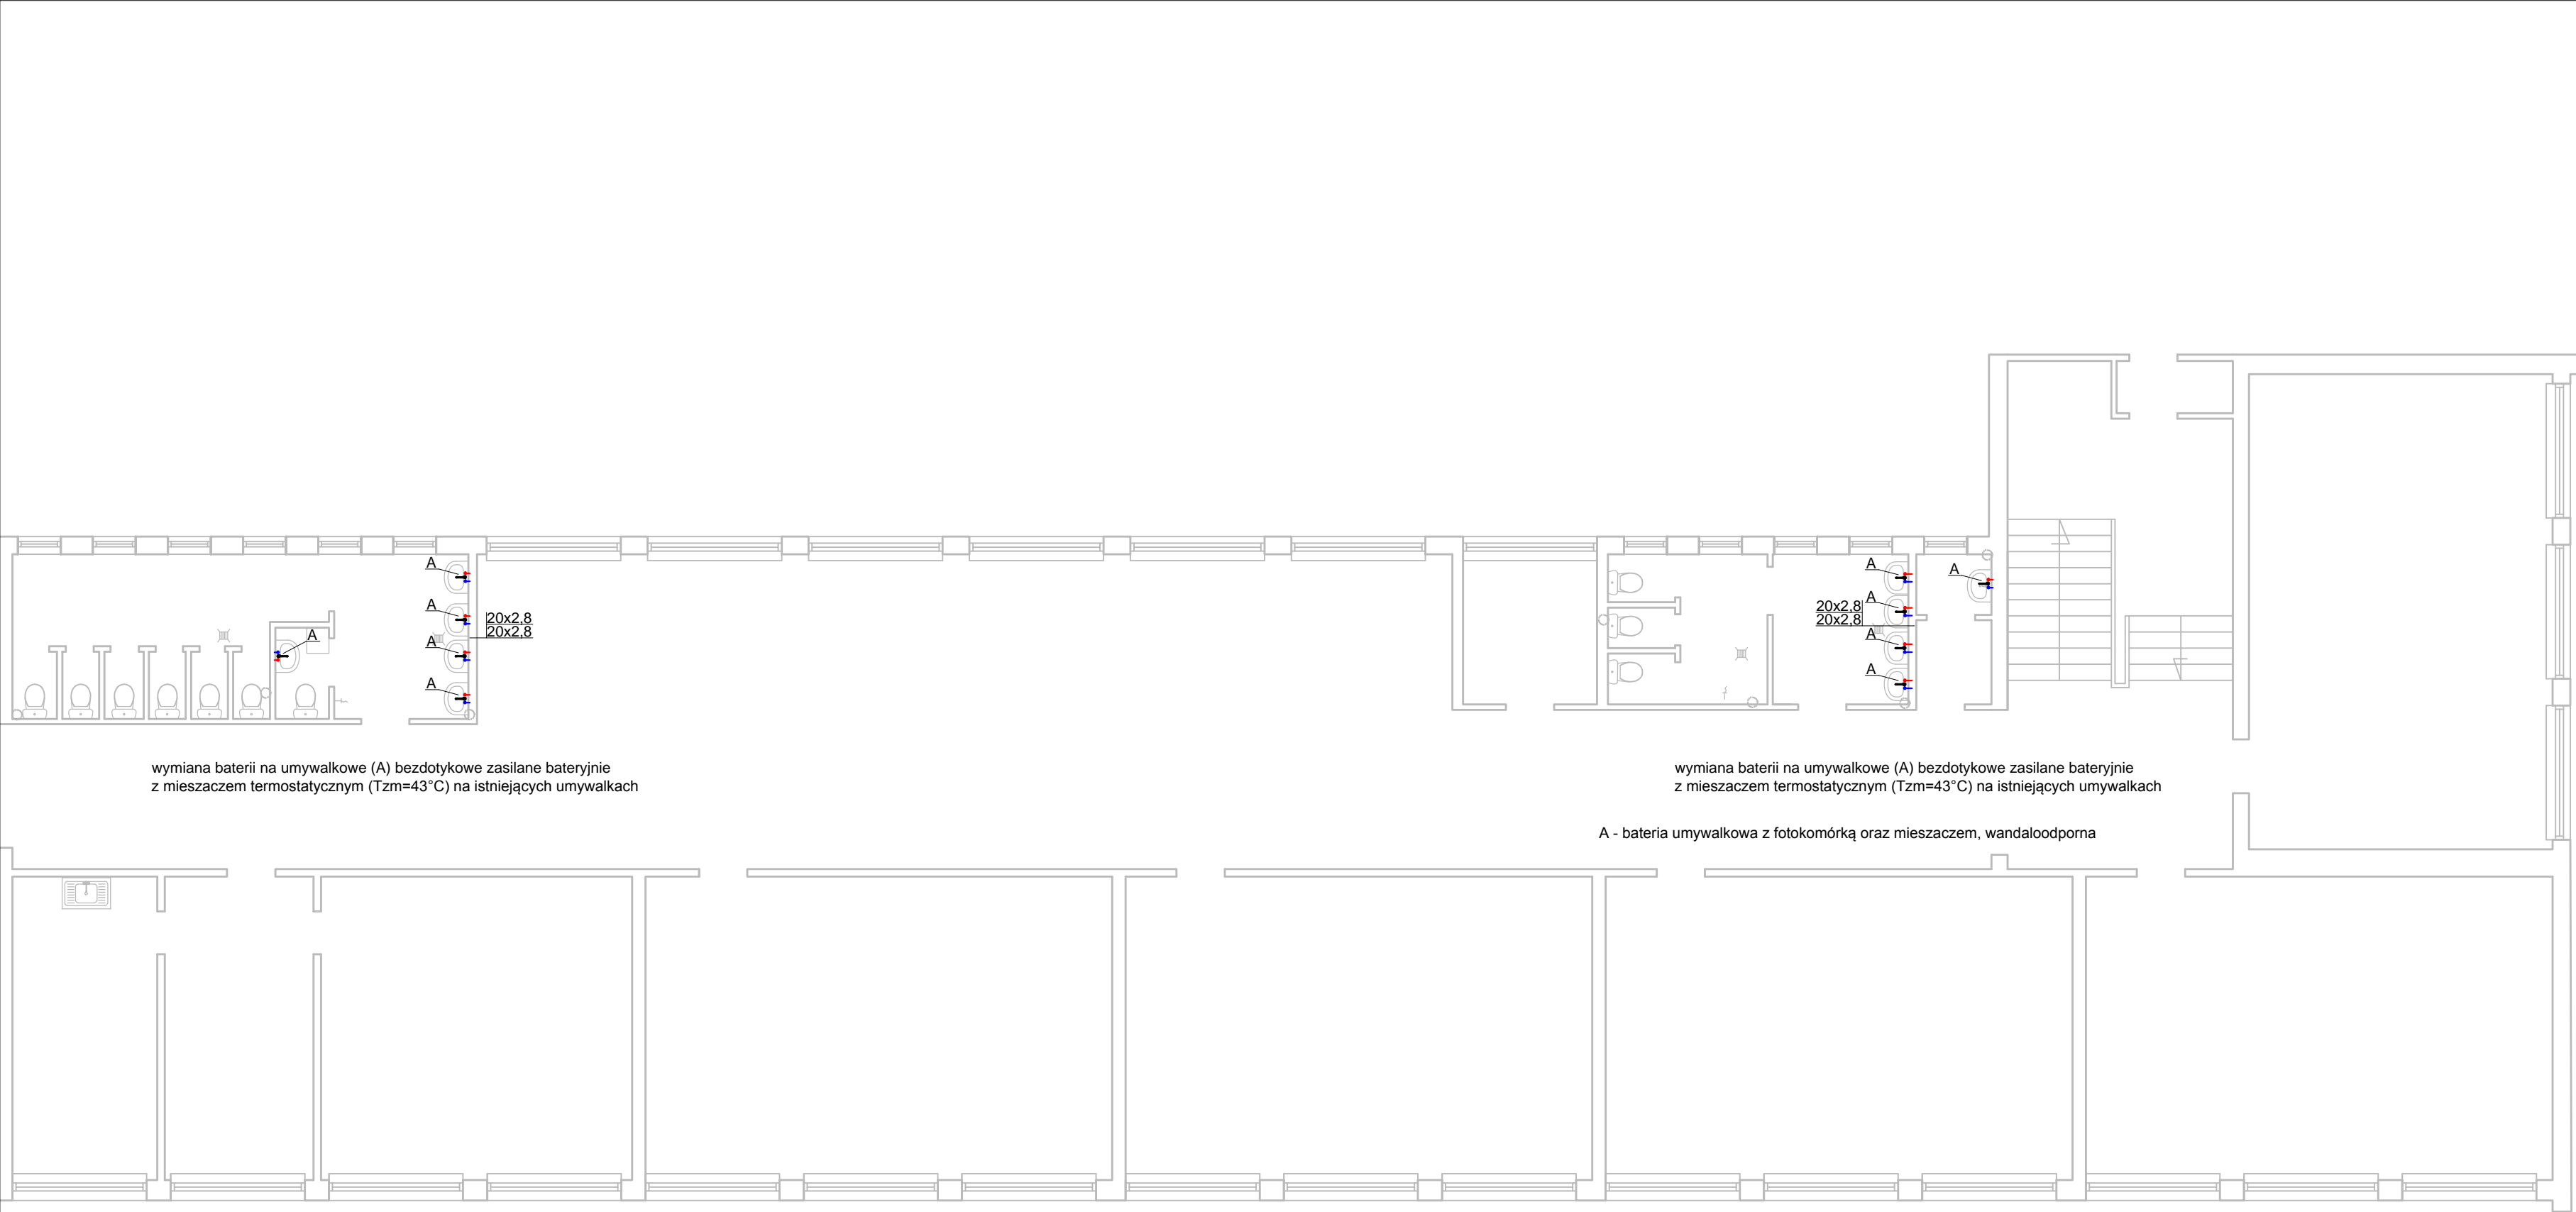 A
A
A
A
A
20x2,8
20x2,8
A
A
A
A
A
20x2,8
20x2,8
wymiana baterii na umywalkowe (A) bezdotykowe zasilane bateryjnie
z mieszaczem termostatycznym (Tzm=43°C) na istniejących umywalkach
wymiana baterii na umywalkowe (A) bezdotykowe zasilane bateryjnie
z mieszaczem termostatycznym (Tzm=43°C) na istniejących umywalkach
A - bateria umywalkowa z fotokomórką oraz mieszaczem, wandaloodporna